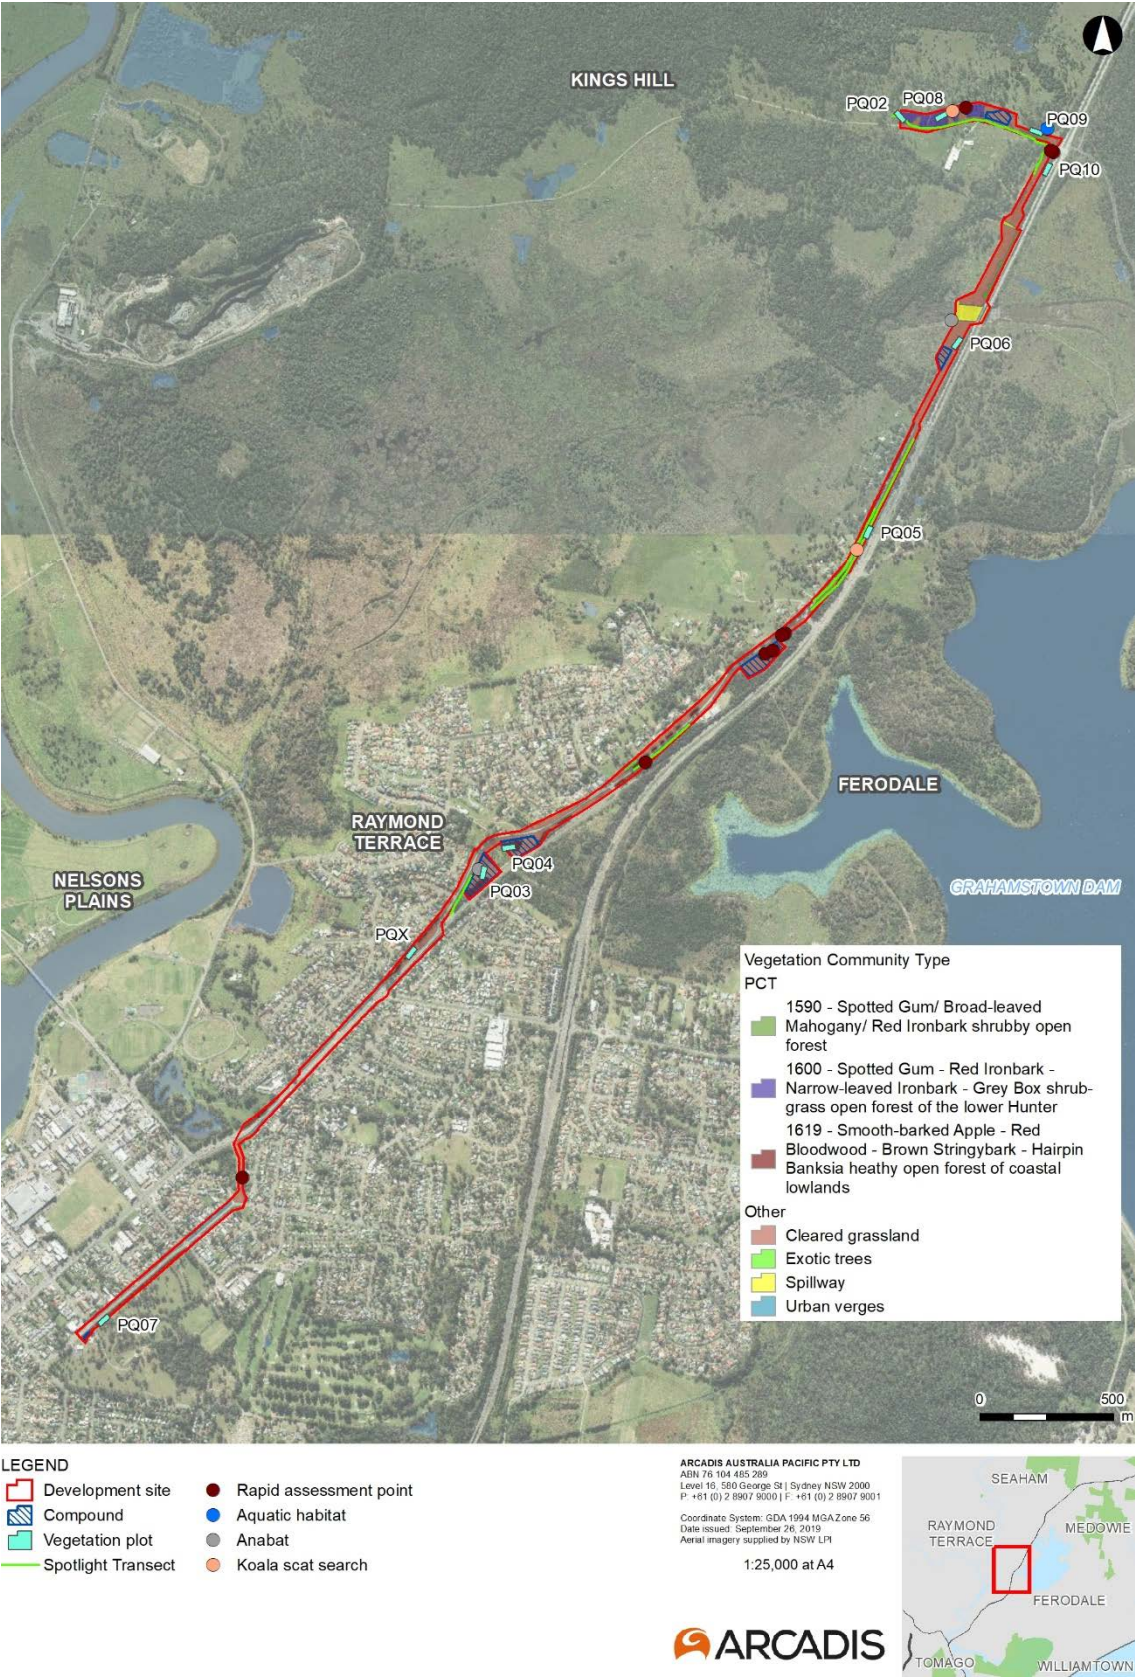 KINGS HILL
PQ02
PQ08
PQ09
PQ10
PQ06
PQ05
FERODALE
RAYMOND
TERRACE
PQ04
NELSONS
PLAINS
PQ03
GRAHAMSTOWN DAM
PQX
PQ07
Vegetation Community Type
PCT
1590 - Spotted Gum/ Broad-leaved
Mahogany/ Red Ironbark shrubby open
forest
1600 - Spotted Gum - Red Ironbark -
Narrow-leaved Ironbark - Grey Box shrub-
grass open forest of the lower Hunter
1619 - Smooth-barked Apple - Red
Bloodwood - Brown Stringybark - Hairpin
Banksia heathy open forest of coastal
lowlands
Other
Cleared grassland
Exotic trees
Spillway
Urban verges
0 500
m
LEGEND
Development site
Compound
Vegetation plot
Spotlight Transect
Rapid assessment point
Aquatic habitat
Anabat
Koala scat search
ARCADIS AUSTRALIA PACIFIC PTY LTD
ABN 76 104 485 289
Level 16, 580 George St | Sydney NSW 2000
P: +61 (0) 2 8907 9000 | F: +61 (0) 2 8907 9001
Coordinate System: GDA 1994 MGA Zone 56
Date issued: September 26, 2019
Aerial imagery supplied by NSW LPI
1:25,000 at A4
ARCADIS
SEAHAM
RAYMOND
TERRACE
MEDOWIE
FERODALE
TOMAGO
WILLIAMTOWN